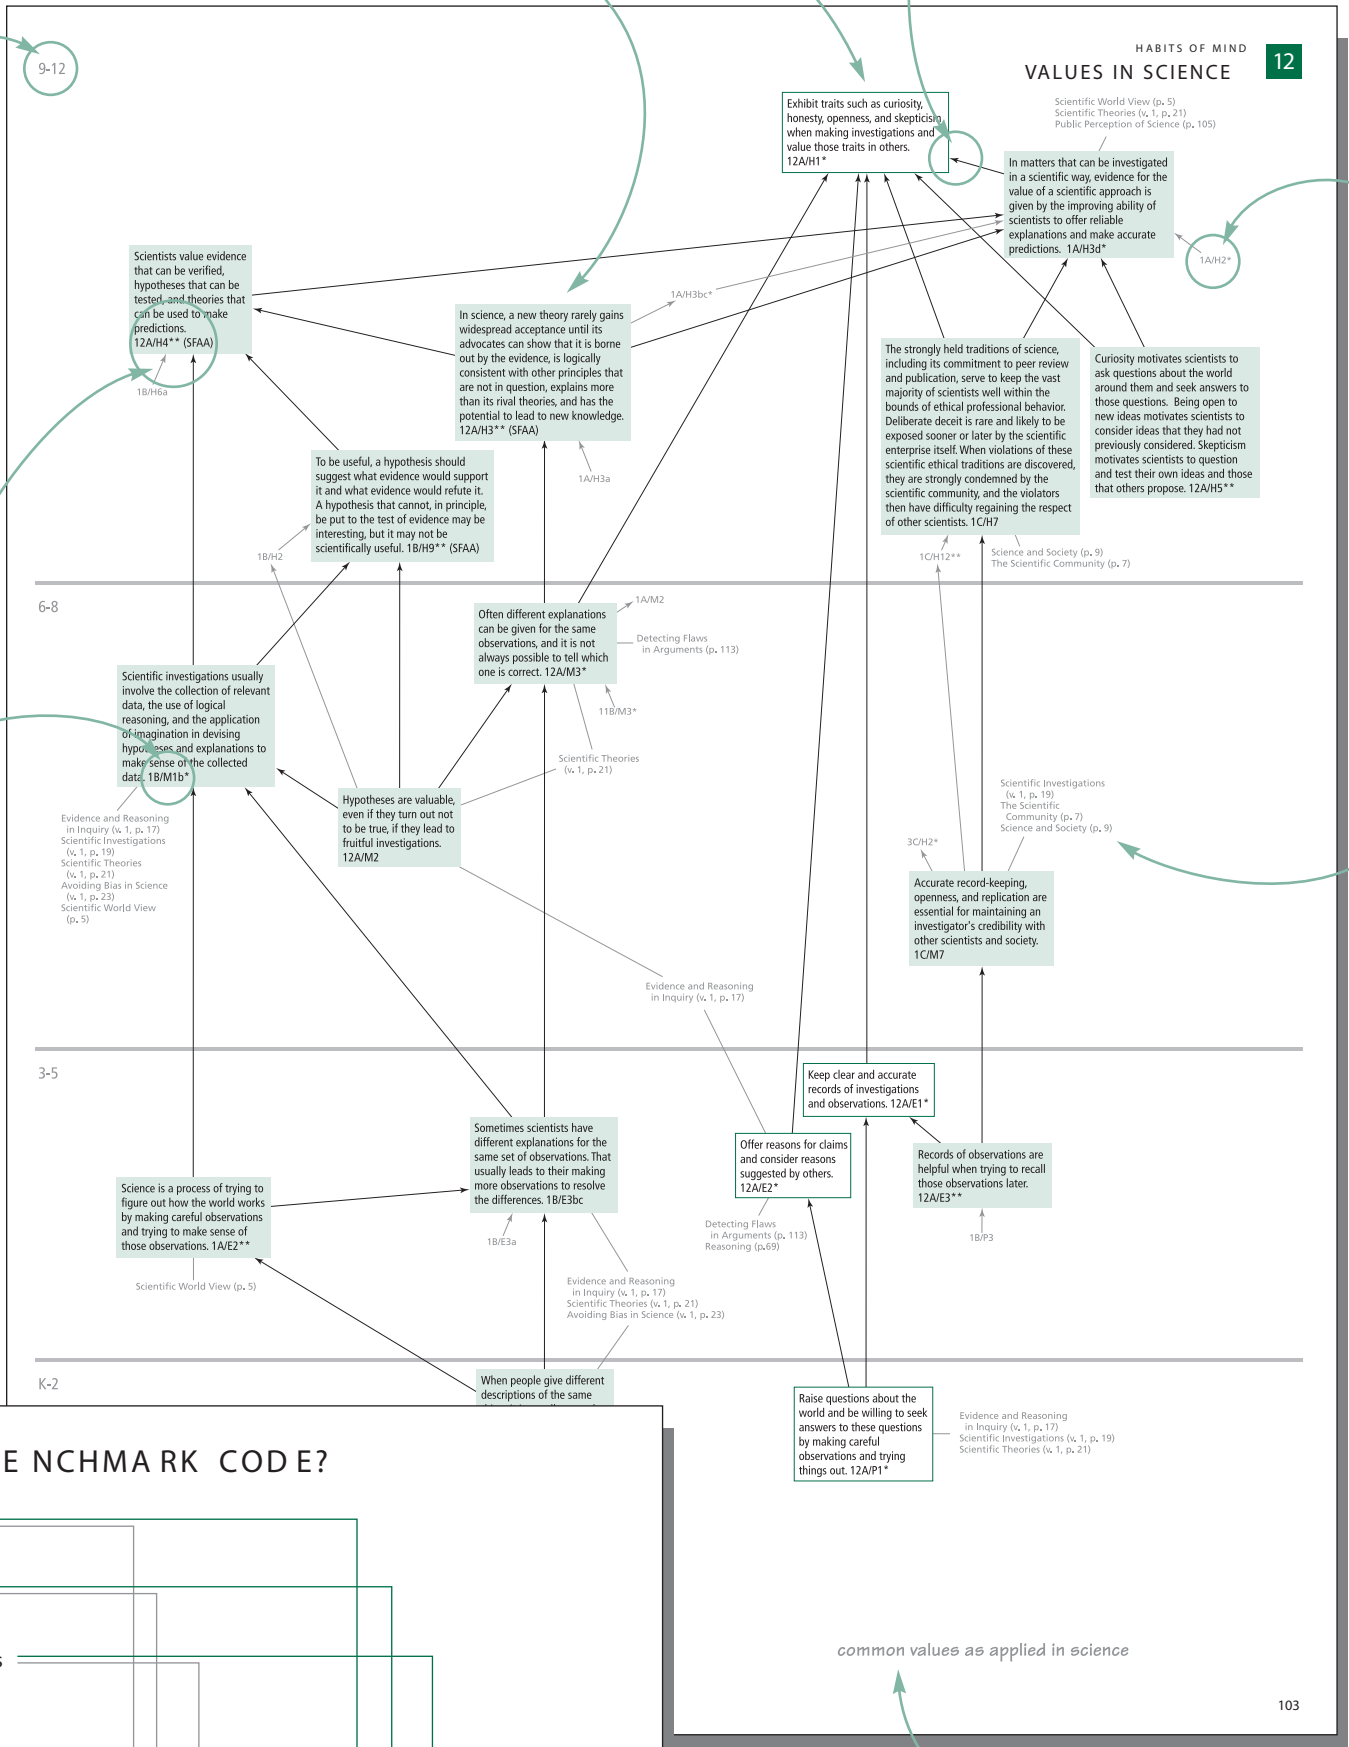 9-12
HABITS OF MIND
VALUES IN SCIENCE
12
Scientific World View (p. 5)
Scientific Theories (v. 1, p. 21)
Public Perception of Science (p. 105)
Exhibit traits such as curiosity,
honesty, openness, and skepticism
when making investigations and
value those traits in others.
12A/H1*
In matters that can be investigated
in a scientific way, evidence for the
value of a scientific approach is
given by the improving ability of
scientists to offer reliable
explanations and make accurate
predictions. 1A/H3d*
1A/H2*
Scientists value evidence
that can be verified,
hypotheses that can be
tested, and theories that
can be used to make
predictions.
12A/H4** (SFAA)
1B/H6a
1A/H3bc*
In science, a new theory rarely gains
widespread acceptance until its
advocates can show that it is borne
out by the evidence, is logically
consistent with other principles that
are not in question, explains more
than its rival theories, and has the
potential to lead to new knowledge.
12A/H3** (SFAA)
1A/H3a
The strongly held traditions of science,
including its commitment to peer review
and publication, serve to keep the vast
majority of scientists well within the
bounds of ethical professional behavior.
Deliberate deceit is rare and likely to be
exposed sooner or later by the scientific
enterprise itself. When violations of these
scientific ethical traditions are discovered,
they are strongly condemned by the
scientific community, and the violators
then have difficulty regaining the respect
of other scientists. 1C/H7
Curiosity motivates scientists to
ask questions about the world
around them and seek answers to
those questions. Being open to
new ideas motivates scientists to
consider ideas that they had not
previously considered. Skepticism
motivates scientists to question
and test their own ideas and those
that others propose. 12A/H5**
To be useful, a hypothesis should
suggest what evidence would support
it and what evidence would refute it.
A hypothesis that cannot, in principle,
be put to the test of evidence may be
interesting, but it may not be
scientifically useful. 1B/H9** (SFAA)
1B/H2
1C/H12**
Science and Society (p. 9)
The Scientific Community (p. 7)
6-8
Often different explanations
can be given for the same
observations, and it is not
always possible to tell which
one is correct. 12A/M3*
1A/M2
Detecting Flaws
in Arguments (p. 113)
11B/M3*
Scientific Theories
(v. 1, p. 21)
Scientific investigations usually
involve the collection of relevant
data, the use of logical
reasoning, and the application
of imagination in devising
hypotheses and explanations to
make sense of the collected
data. 1B/M1b*
Evidence and Reasoning
in Inquiry (v. 1, p. 17)
Scientific Investigations
(v. 1, p. 19)
Scientific Theories
(v. 1, p. 21)
Avoiding Bias in Science
(v. 1, p. 23)
Scientific World View
(p. 5)
Hypotheses are valuable,
even if they turn out not
to be true, if they lead to
fruitful investigations.
12A/M2
Scientific Investigations
(v. 1, p. 19)
The Scientific
Community (p. 7)
Science and Society (p. 9)
3C/H2*
Accurate record-keeping,
openness, and replication are
essential for maintaining an
investigator's credibility with
other scientists and society.
1C/M7
Evidence and Reasoning
in Inquiry (v. 1, p. 17)
3-5
Keep clear and accurate
records of investigations
and observations. 12A/E1*
Sometimes scientists have
different explanations for the
same set of observations. That
usually leads to their making
more observations to resolve
the differences. 1B/E3bc
Offer reasons for claims
and consider reasons
suggested by others.
12A/E2*
Records of observations are
helpful when trying to recall
those observations later.
12A/E3**
Science is a process of trying to
figure out how the world works
by making careful observations
and trying to make sense of
those observations. 1A/E2**
Scientific World View (p. 5)
1B/E3a
Detecting Flaws
in Arguments (p. 113)
Reasoning (p.69)
1B/P3
Evidence and Reasoning
in Inquiry (v. 1, p. 17)
Scientific Theories (v. 1, p. 21)
Avoiding Bias in Science (v. 1, p. 23)
K-2
When people give different
descriptions of the same
Raise questions about the
world and be willing to seek
answers to these questions
by making careful
observations and trying
things out. 12A/P1*
Evidence and Reasoning
in Inquiry (v. 1, p. 17)
Scientific Investigations (v. 1, p. 19)
Scientific Theories (v. 1, p. 21)
E NCHMA RK COD E?
s
common values as applied in science
103